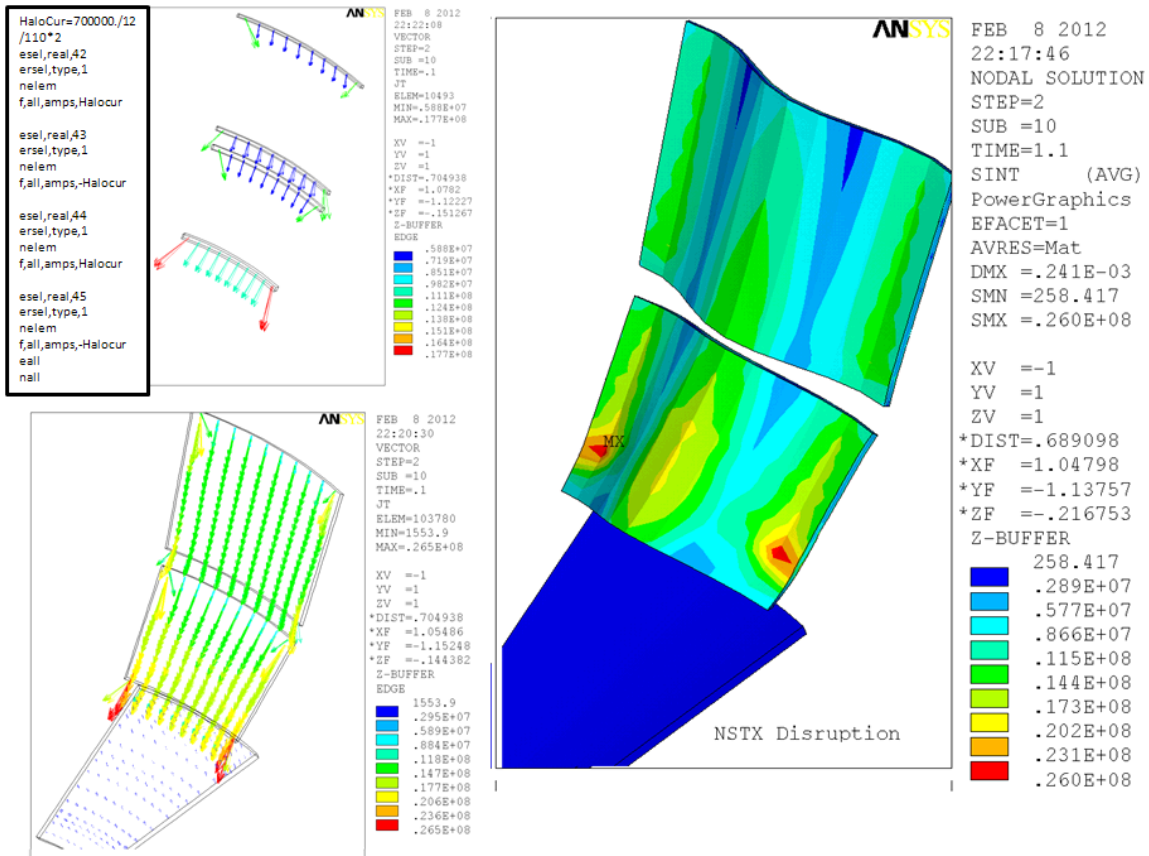 HaloCur=700000./12
/110*2
esel,real,42
ersel,type,1
nelem
f,all,amps,Halocur
esel,real,43
ersel,type,1
nelem
f,all,amps,-Halocur
esel,real,44
ersel,type,1
nelem
f,all,amps,Halocur
esel,real,45
ersel,type,1
nelem
f,all,amps,-Halocur
eall
nall
ANSYS
FEB 8 2012
22:22:08
VECTOR
STEP=2
SUB =10
TIME=.1
JT
ELEM=10493
MIN=.588E+07
MAX=.177E+08
XV =-1
YV =1
ZV =1
*DIST=.704938
*XF =1.0782
*YF =-1.12227
*ZF =-.151267
Z-BUFFER
EDGE
.588E+07
.719E+07
.851E+07
.982E+07
.111E+08
.124E+08
.138E+08
.151E+08
.164E+08
.177E+08
ANSYS
FEB 8 2012
22:20:30
VECTOR
STEP=2
SUB =10
TIME=.1
JT
ELEM=103780
MIN=1553.9
MAX=.265E+08
XV =-1
YV =1
ZV =1
*DIST=.704938
*XF =1.05486
*YF =-1.15248
*ZF =-.144382
Z-BUFFER
EDGE
1553.9
.295E+07
.589E+07
.884E+07
.118E+08
.147E+08
.177E+08
.206E+08
.236E+08
.265E+08
ANSYS
MX
NSTX Disruption
FEB 8 2012
22:17:46
NODAL SOLUTION
STEP=2
SUB =10
TIME=1.1
SINT (AVG)
PowerGraphics
EFACET=1
AVRES=Mat
DMX =.241E-03
SMN =258.417
SMX =.260E+08
XV =-1
YV =1
ZV =1
*DIST=.689098
*XF =1.04798
*YF =-1.13757
*ZF =-.216753
Z-BUFFER
258.417
.289E+07
.577E+07
.866E+07
.115E+08
.144E+08
.173E+08
.202E+08
.231E+08
.260E+08